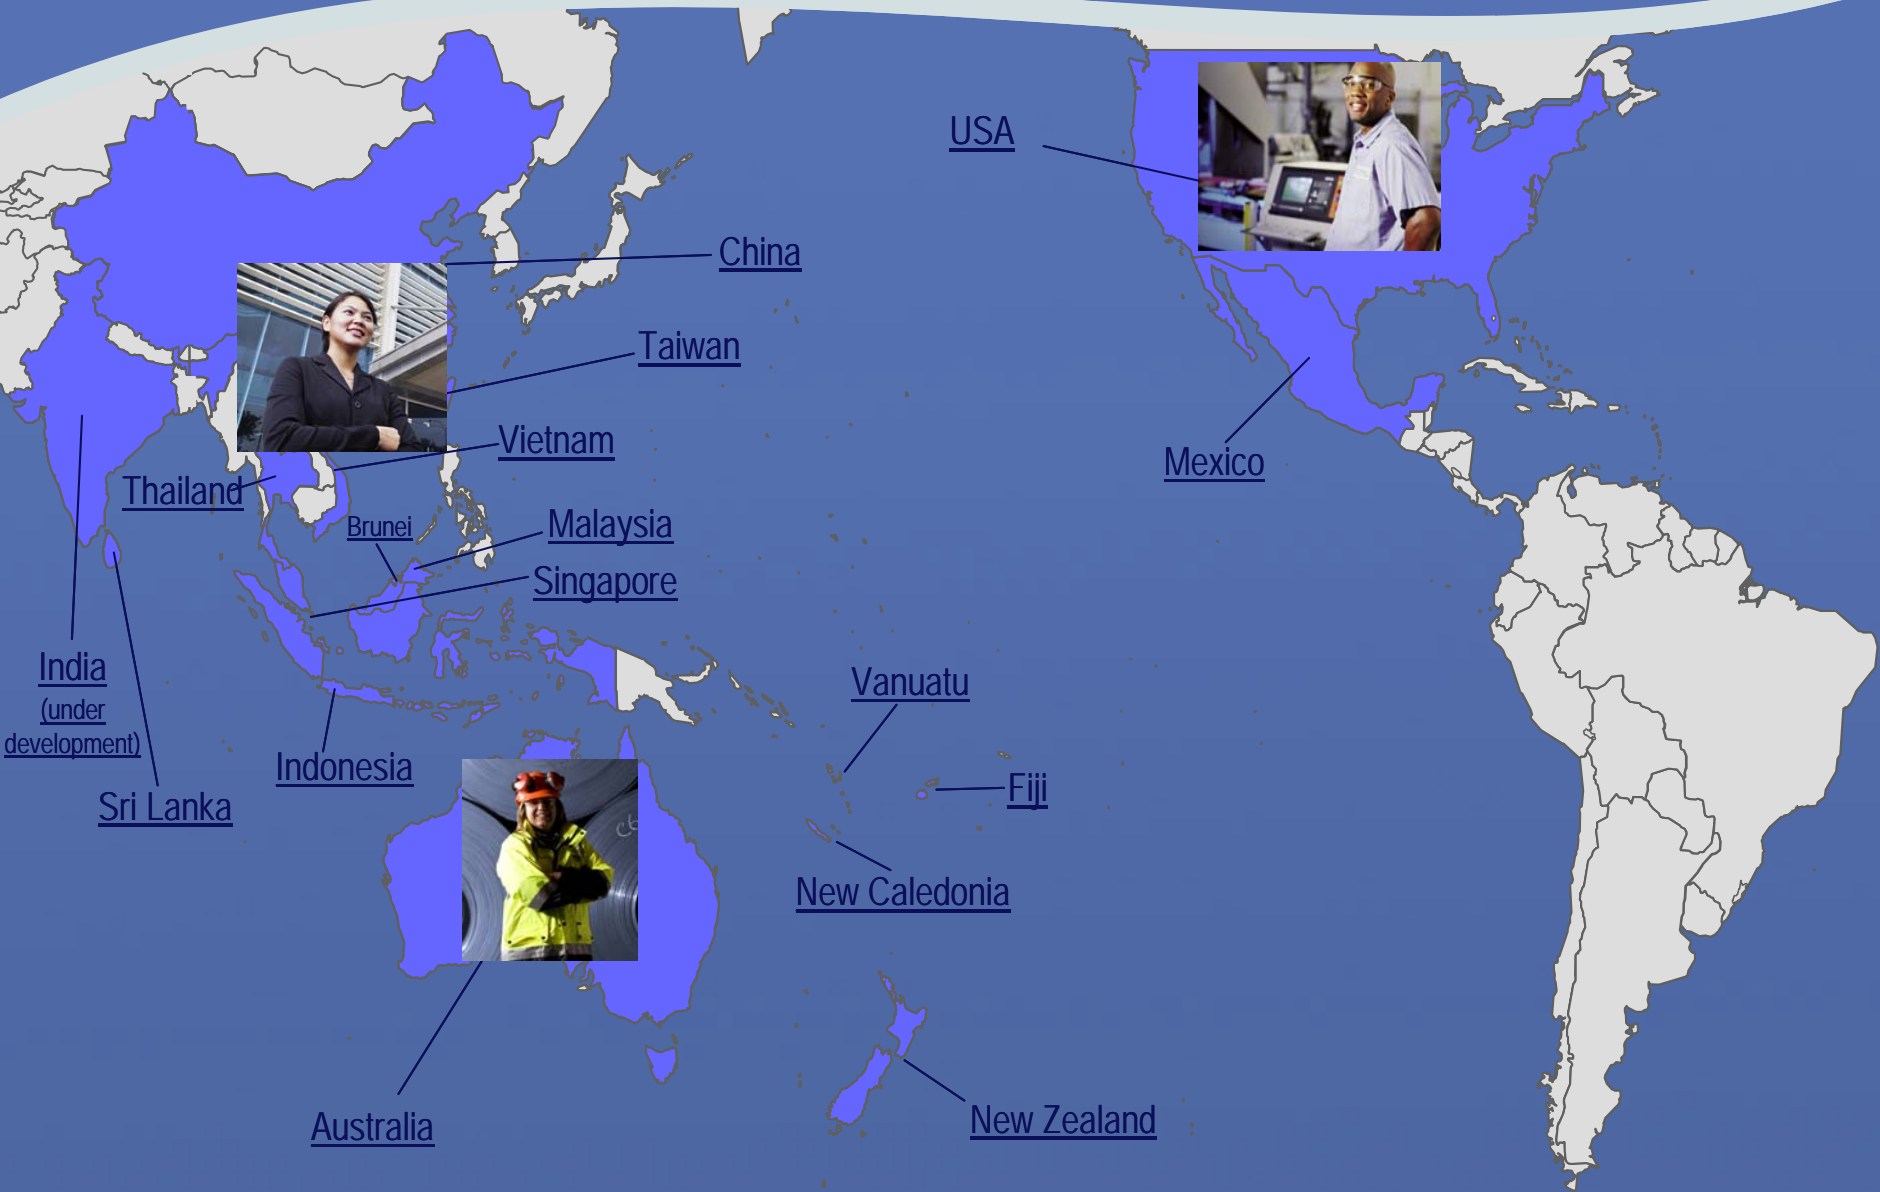 USA
China
Taiwan
Vietnam
Mexico
Thailand
Brunei
Malaysia
Singapore
India
(under
development)
Vanuatu
Indonesia
Fiji
Sri Lanka
New Caledonia
Australia
New Zealand